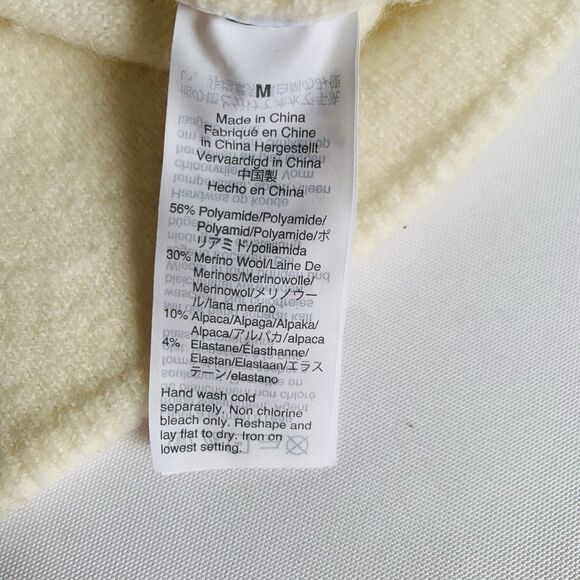 M
Made in China
Fabriqué en Chine
in China Hergestellt
Vervaardigd in China
中国製
Hecho en China
56% Polyamide/Polyamide/
Polyamid/Polyamide/ポ
リアミド/poliamida
30% Merino Wool/Laine De
Merinos/Merinowolle/
Merinowol/メリノウー
ル/lana merino
10% Alpaca/Alpaga/Alpaka/
Alpaca/アルパカ/alpaca
4% Elastane/Élasthanne/
Elastan/Elastaan/エラス
テーン/elastano
Hand wash cold
separately. Non chlorine
bleach only. Reshape and
lay flat to dry. Iron on
lowest setting.